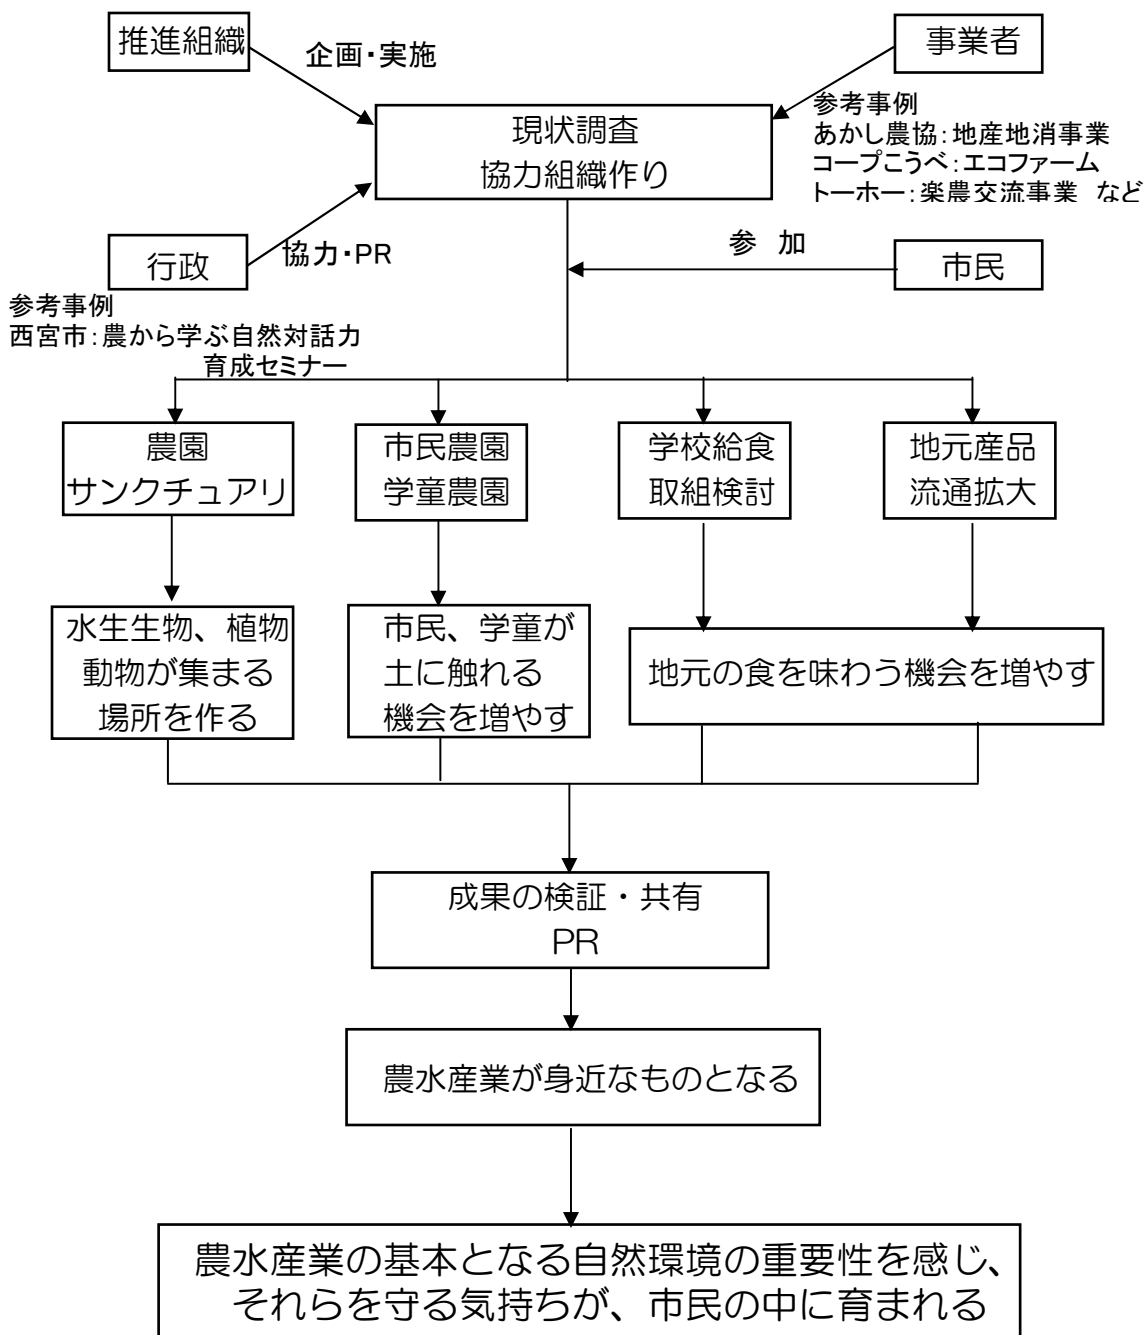 推進組織
企画・実施
事業者
現状調査
協力組織作り
参考事例
あかし農協：地産地消事業
コープこうべ：エコファーム
トーホー：楽農交流事業　など
行政
協力・PR
参　加
市民
参考事例
西宮市：農から学ぶ自然対話力
育成セミナー
農園
サンクチュアリ
市民農園
学童農園
学校給食
取組検討
地元産品
流通拡大
水生生物、植物
動物が集まる
場所を作る
市民、学童が
土に触れる
機会を増やす
地元の食を味わう機会を増やす
成果の検証・共有
PR
農水産業が身近なものとなる
農水産業の基本となる自然環境の重要性を感じ、
それらを守る気持ちが、市民の中に育まれる